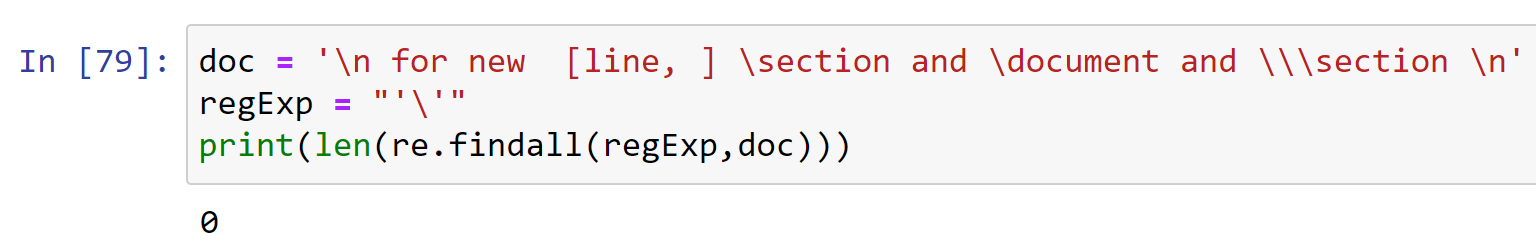 In [79]: doc = '\n for new  [line, ] \section and \document and \\\section \n'
regExp = "'\'"
print(len(re.findall(regExp,doc)))
0